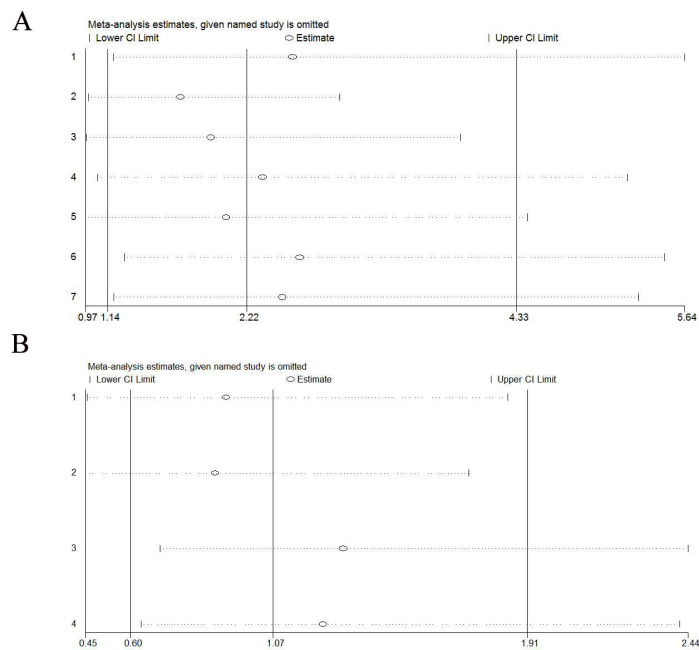 A
Meta-analysis estimates, given named study is omitted
Lower CI Limit Estimate Upper CI Limit
1
2
3
4
5
6
7
0.97 1.14 2.22 4.33 5.64
B
Meta-analysis estimates, given named study is omitted
Lower CI Limit Estimate Upper CI Limit
1
2
3
4
0.45 0.60 1.07 1.91 2.44